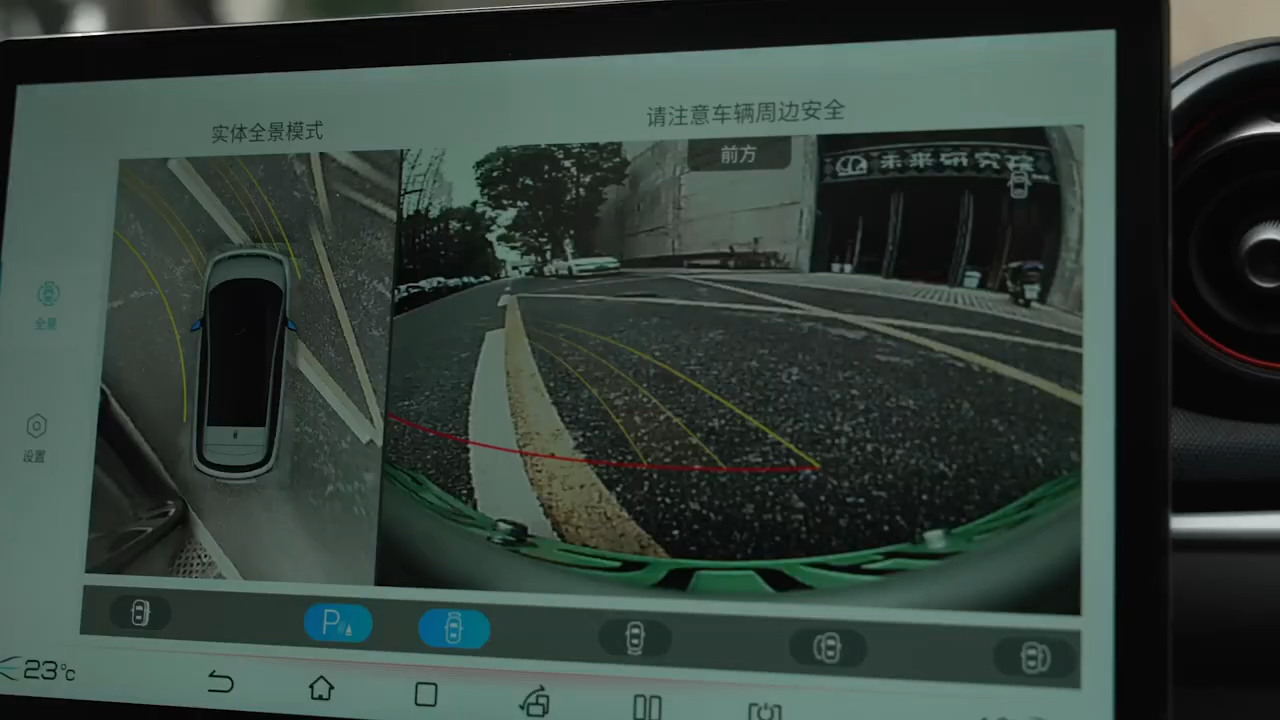 实体全景模式
请注意车辆周边安全
前方
未来研究院
全景
设置
P
23°c